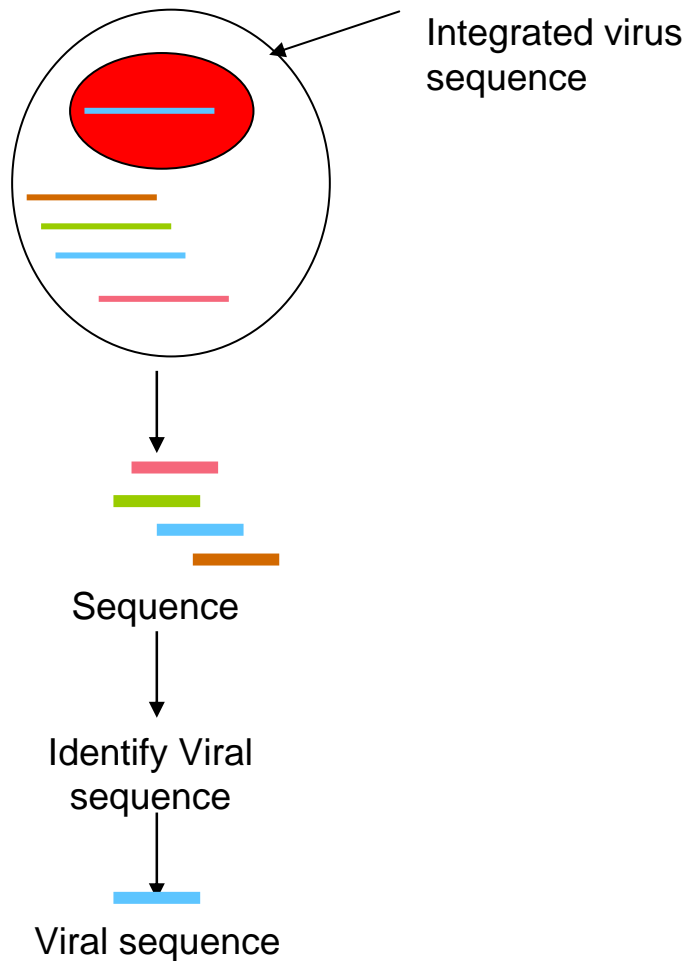 Integrated virus
sequence
Sequence
Identify Viral
sequence
Viral sequence